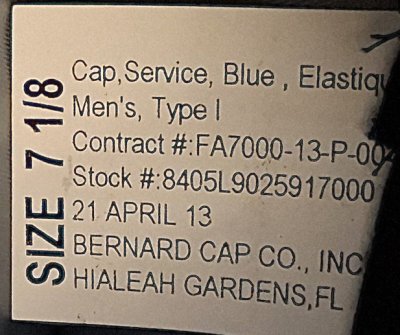 SIZE 7 1/8
Cap,Service, Blue , Elastiq
Men's, Type I
Contract #:FA7000-13-P-00
Stock #:8405L9025917000
21 APRIL 13
BERNARD CAP CO., INC
HIALEAH GARDENS,FL